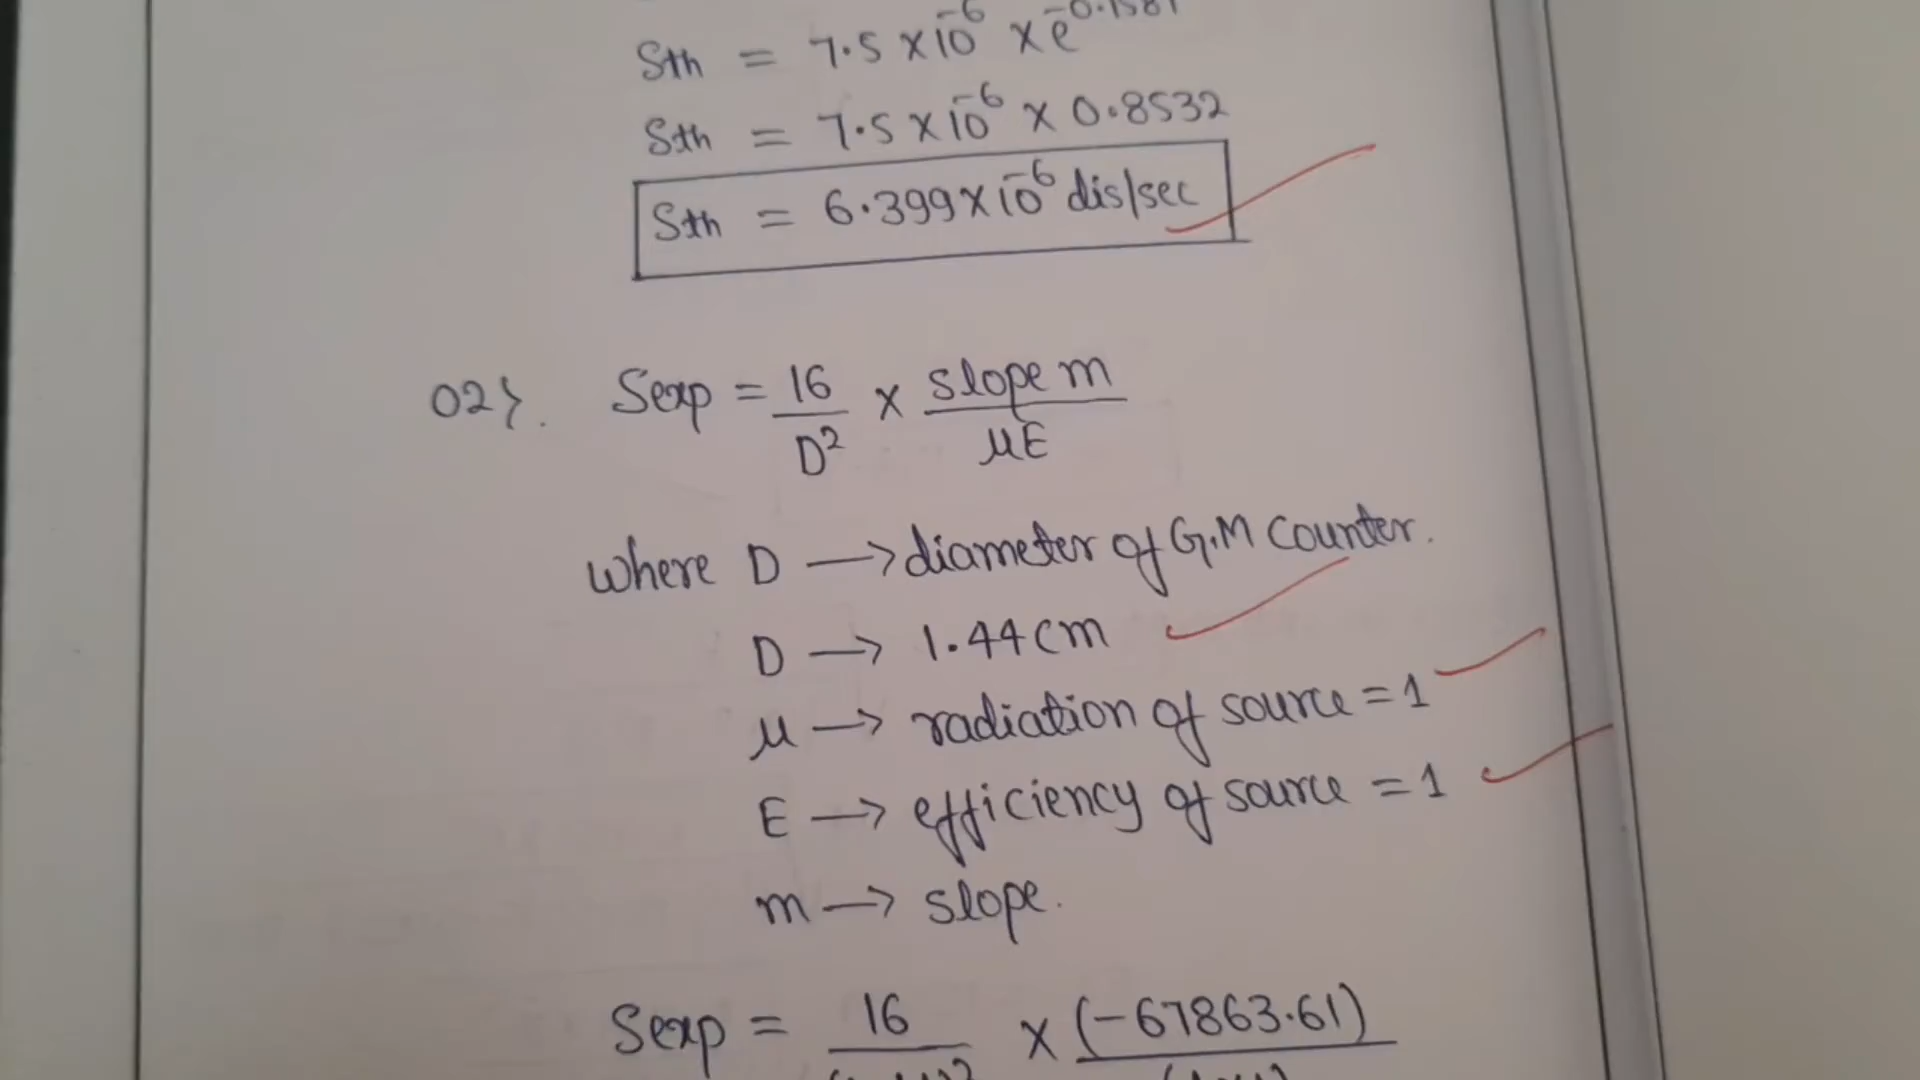 Sth = 7.5 × 10^-6 × e^-0.1587
Sth = 7.5 × 10^-6 × 0.8532
Sth = 6.399 × 10^-6 dis/sec
02}. Sexp = 16/D² × slope m/μE
where D → diameter of G.M counter.
D → 1.44 cm
μ → radiation of source = 1
E → efficiency of source = 1
m → slope.
Sexp = 16 × (-67863.61)